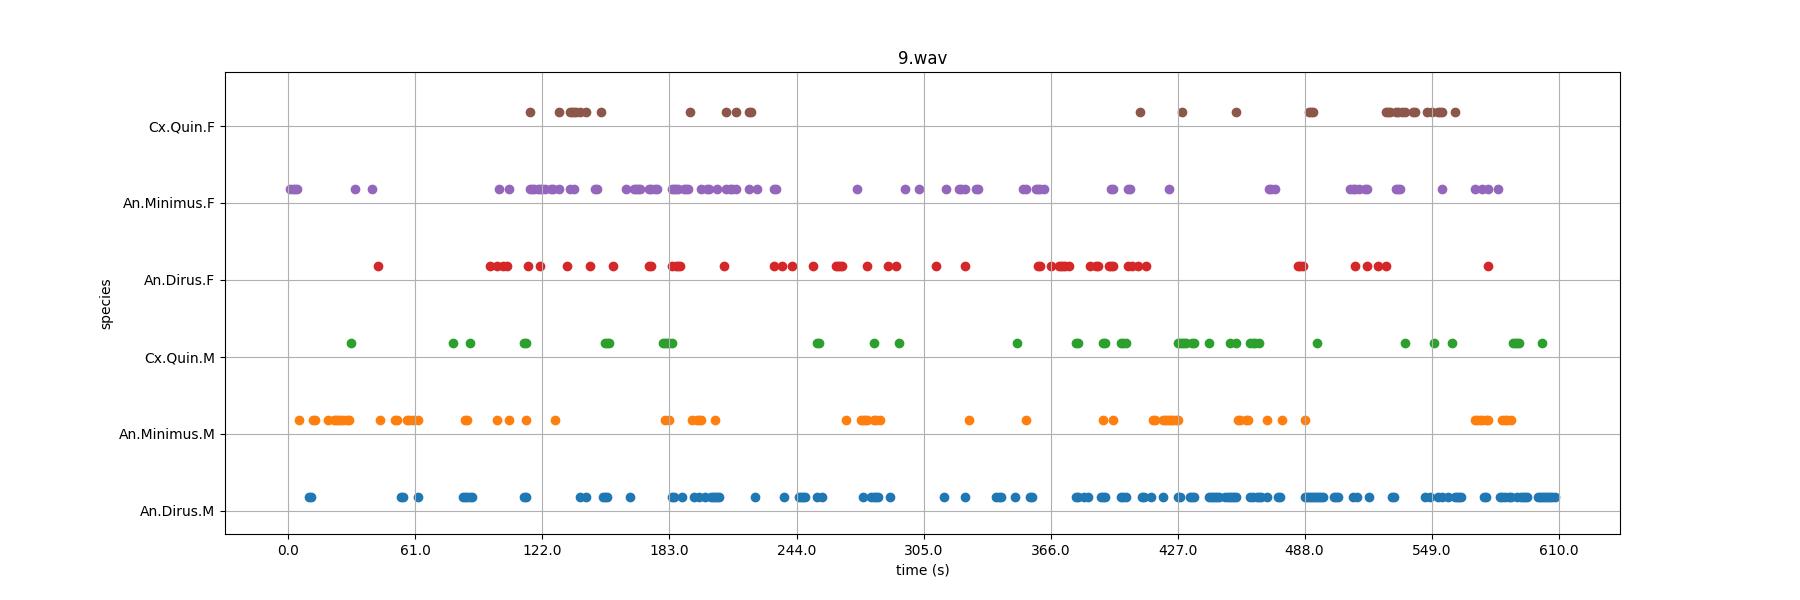 9.wav
Cx.Quin.F
An.Minimus.F
An.Dirus.F
Cx.Quin.M
An.Minimus.M
An.Dirus.M
species
0.0 61.0 122.0 183.0 244.0 305.0 366.0 427.0 488.0 549.0 610.0
time (s)